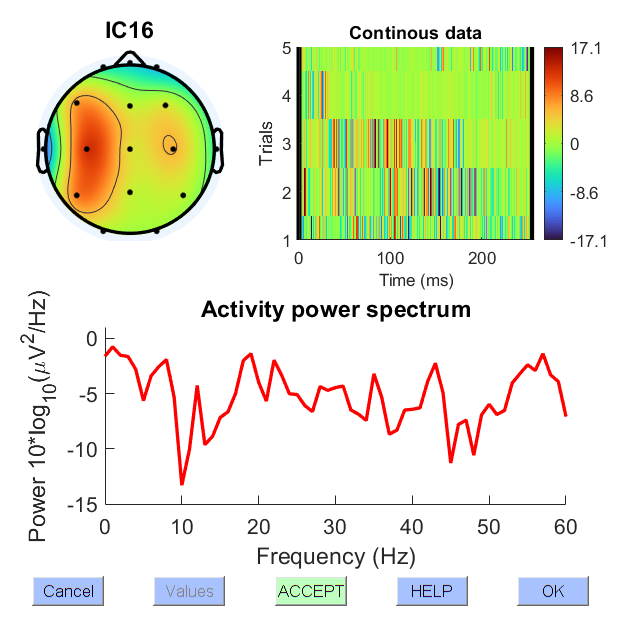 IC16
Continous data
5
4
3
2
1
Trials
0 100 200
Time (ms)
17.1
8.6
0
-8.6
-17.1
Activity power spectrum
0
-5
-10
-15
Power 10*log10(μV2/Hz)
0 10 20 30 40 50 60
Frequency (Hz)
Cancel Values ACCEPT HELP OK